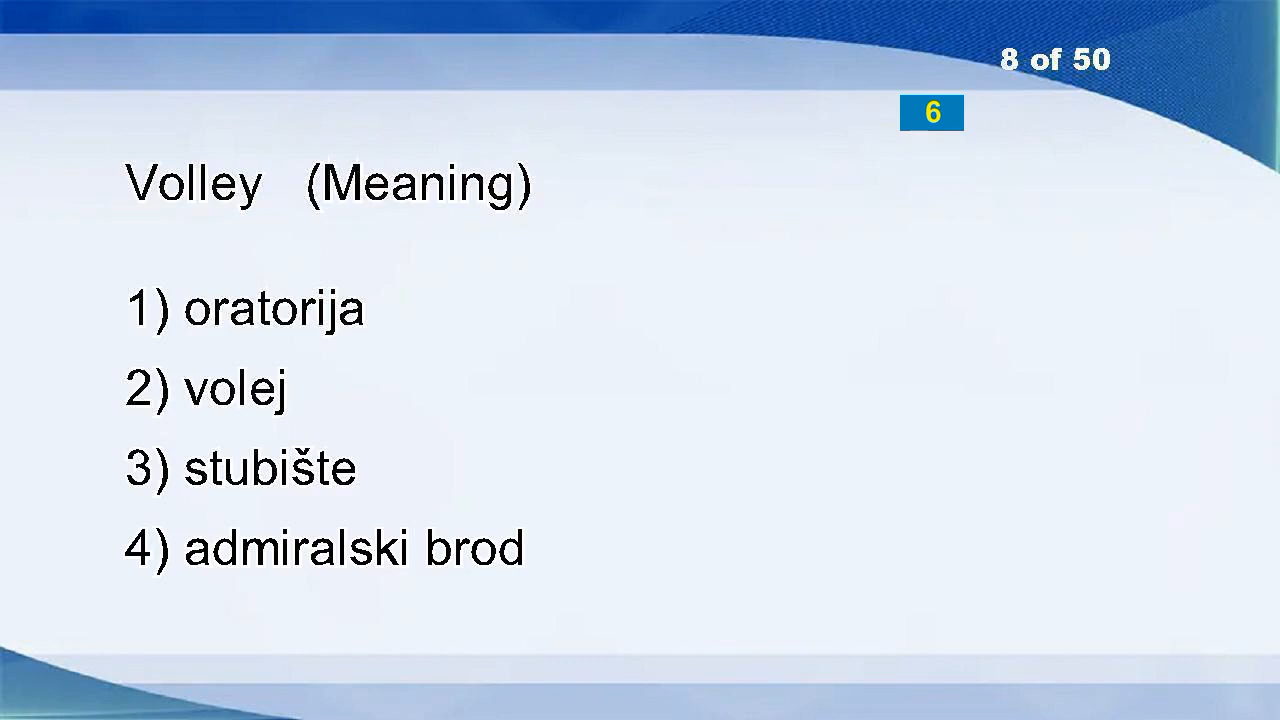 8 of 50
6
Volley (Meaning)
1) oratorija
2) volej
3) stubište
4) admiralski brod